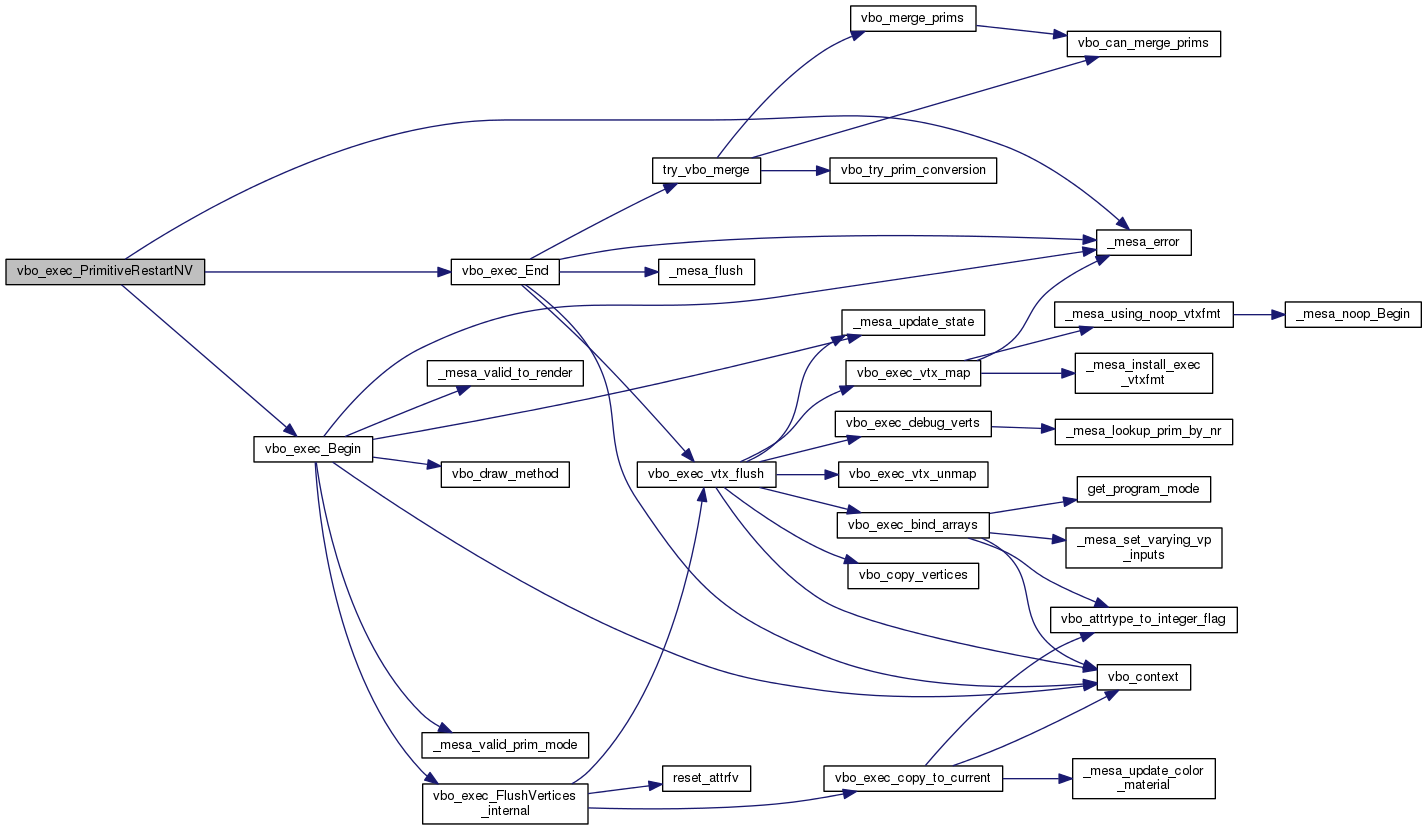 vbo_merge_prims
vbo_can_merge_prims
try_vbo_merge
vbo_try_prim_conversion
_mesa_error
vbo_exec_PrimitiveRestartNV
vbo_exec_End
_mesa_flush
_mesa_using_noop_vtxfmt
_mesa_noop_Begin
_mesa_update_state
_mesa_valid_to_render
vbo_exec_vtx_map
_mesa_install_exec
_vtxfmt
vbo_exec_debug_verts
_mesa_lookup_prim_by_nr
vbo_exec_Begin
vbo_draw_method
vbo_exec_vtx_flush
vbo_exec_vtx_unmap
get_program_mode
vbo_exec_bind_arrays
_mesa_set_varying_vp
_inputs
vbo_copy_vertices
vbo_attrtype_to_integer_flag
vbo_context
_mesa_valid_prim_mode
reset_attrfv
vbo_exec_copy_to_current
_mesa_update_color
_material
vbo_exec_FlushVertices
_internal